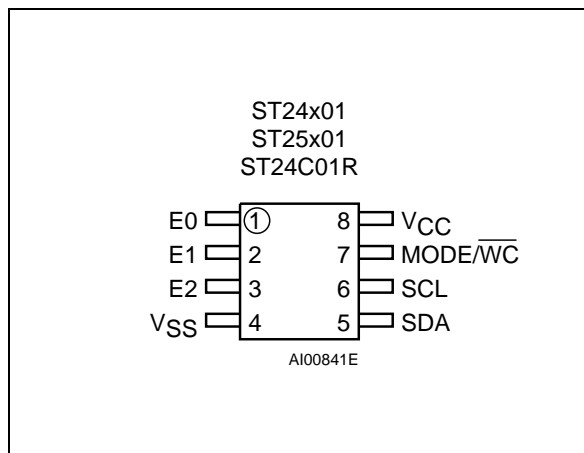 ST24x01
ST25x01
ST24C01R
E0 1 8 VCC
E1 2 7 MODE/W̅C̅
E2 3 6 SCL
VSS 4 5 SDA
AI00841E